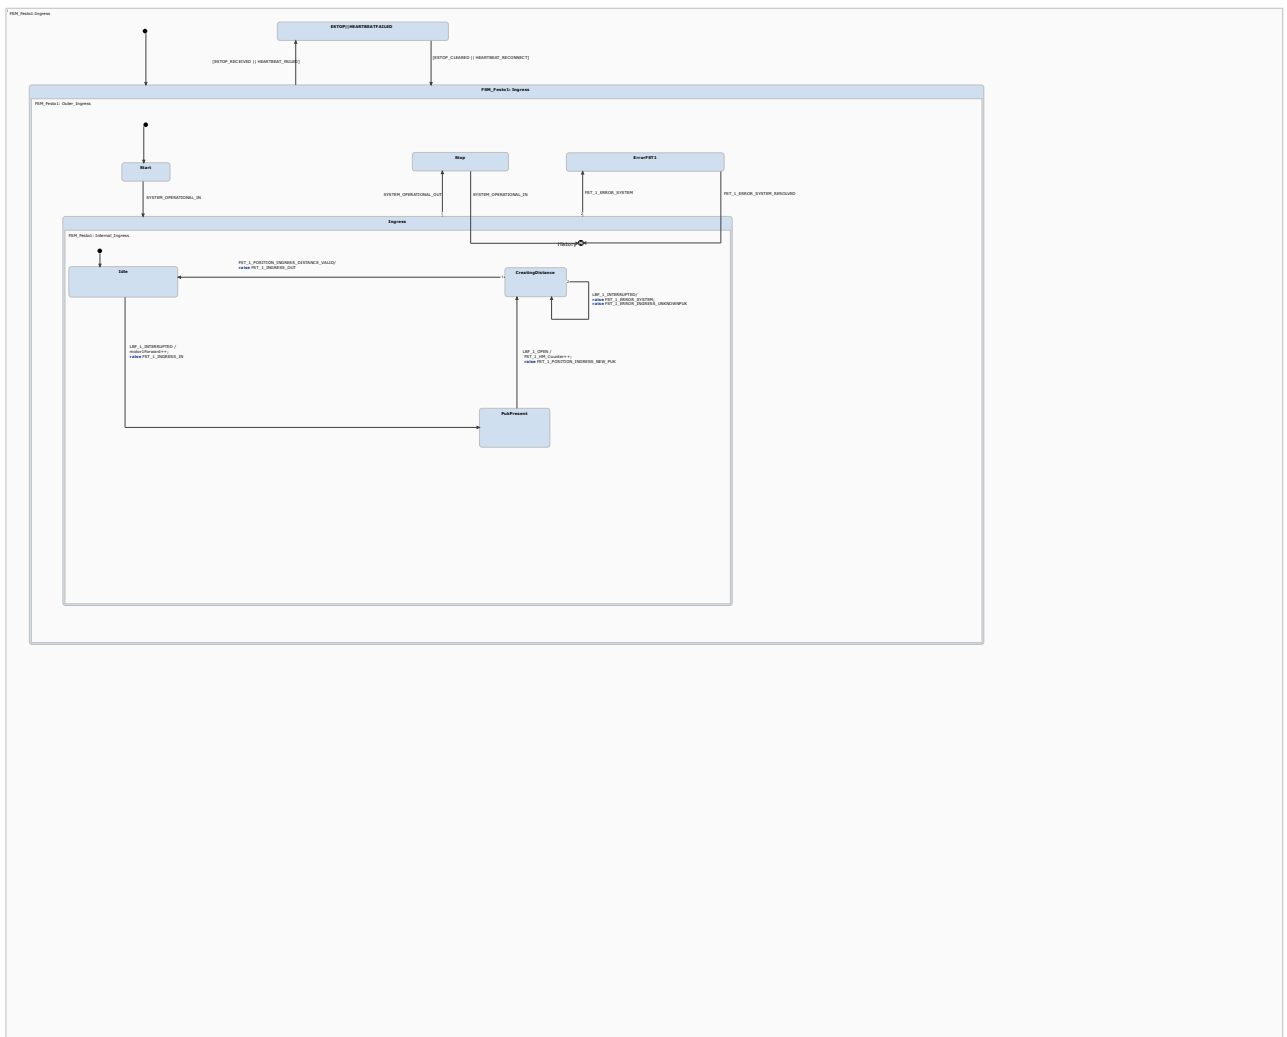 FSM_Festo1:Ingress
ESTOP||HEARTBEATFAILED
[ESTOP_RECEIVED || HEARTBEAT_FAILED]
[ESTOP_CLEARED || HEARTBEAT_RECONNECT]
FSM_Festo1: Ingress
FSM_Festo1: Outer_Ingress
Start
Stop
ErrorFST1
SYSTEM_OPERATIONAL_IN
SYSTEM_OPERATIONAL_OUT
SYSTEM_OPERATIONAL_IN
FST_1_ERROR_SYSTEM
FST_1_ERROR_SYSTEM_RESOLVED
Ingress
FSM_Festo1: Internal_Ingress
History
Idle
FST_1_POSITION_INGRESS_DISTANCE_VALID/
raise FST_1_INGRESS_OUT
CreatingDistance
LBF_1_INTERRUPTED/
raise FST_1_ERROR_SYSTEM;
raise FST_1_ERROR_INGRESS_UNKNOWNPUK
LBF_1_INTERRUPTED /
motor1forward++;
raise FST_1_INGRESS_IN
LBF_1_OPEN /
FST_1_HM_Counter++;
raise FST_1_POSITION_INGRESS_NEW_PUK
PukPresent